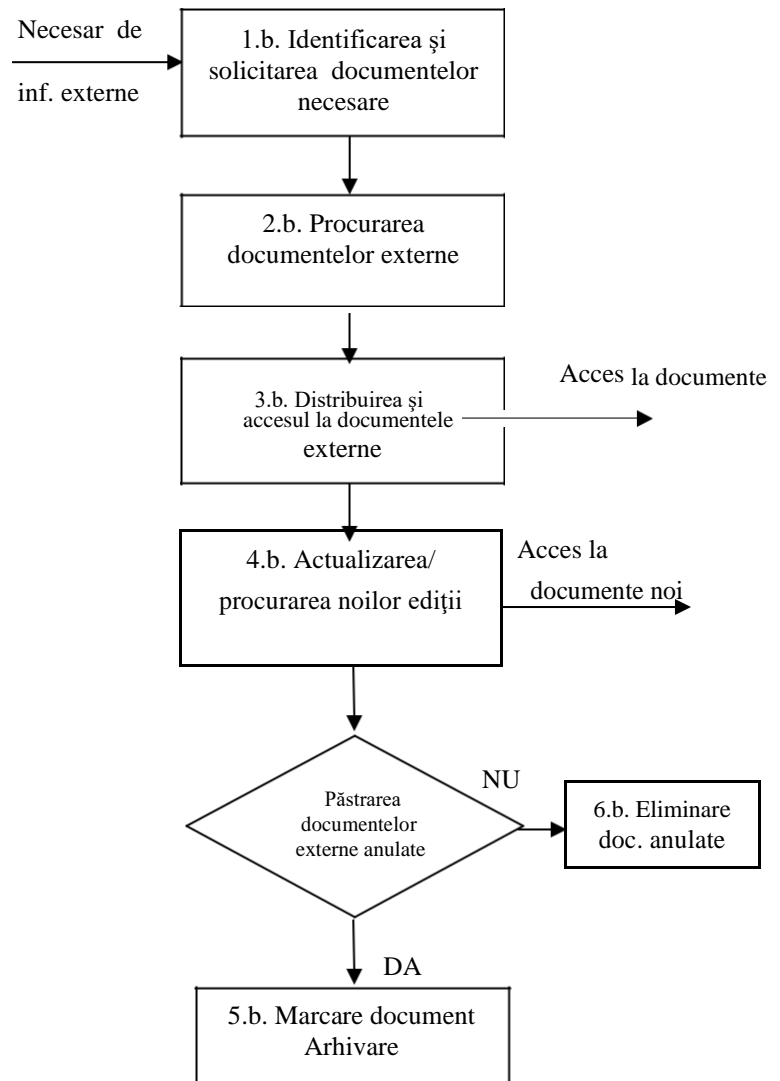 Necesar de
inf. externe
1.b. Identificarea şi
solicitarea documentelor
necesare
2.b. Procurarea
documentelor externe
3.b. Distribuirea şi
accesul la documentele
externe
Acces la documente
4.b. Actualizarea/
procurarea noilor ediţii
Acces la
documente noi
Păstrarea
documentelor
externe anulate
NU
6.b. Eliminare
doc. anulate
DA
5.b. Marcare document
Arhivare